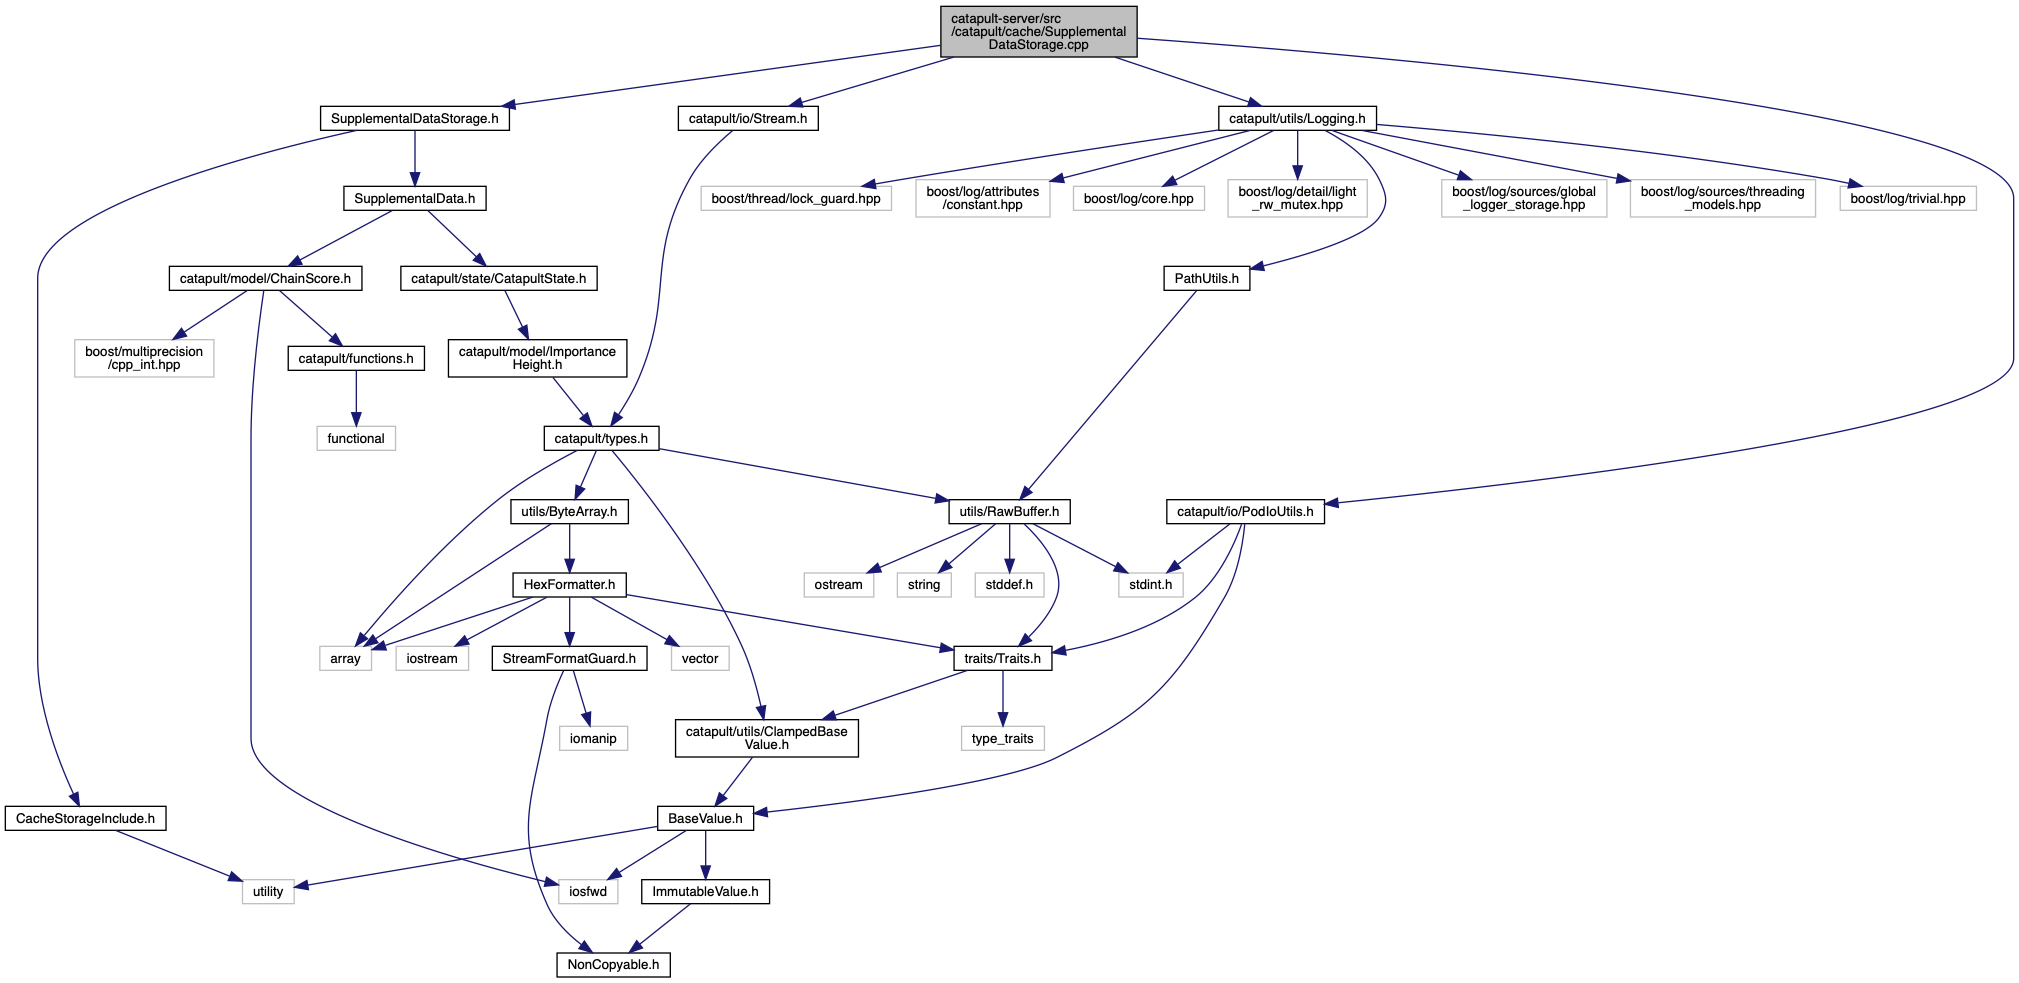 catapult-server/src
/catapult/cache/Supplemental
DataStorage.cpp
SupplementalDataStorage.h
catapult/io/Stream.h
catapult/utils/Logging.h
SupplementalData.h
boost/thread/lock_guard.hpp
boost/log/attributes
/constant.hpp
boost/log/core.hpp
boost/log/detail/light
_rw_mutex.hpp
boost/log/sources/global
_logger_storage.hpp
boost/log/sources/threading
_models.hpp
boost/log/trivial.hpp
catapult/model/ChainScore.h
catapult/state/CatapultState.h
PathUtils.h
boost/multiprecision
/cpp_int.hpp
catapult/functions.h
catapult/model/Importance
Height.h
functional
catapult/types.h
utils/ByteArray.h
utils/RawBuffer.h
catapult/io/PodIoUtils.h
HexFormatter.h
ostream
string
stddef.h
stdint.h
array
iostream
StreamFormatGuard.h
vector
traits/Traits.h
iomanip
catapult/utils/ClampedBase
Value.h
type_traits
CacheStorageInclude.h
BaseValue.h
utility
iosfwd
ImmutableValue.h
NonCopyable.h